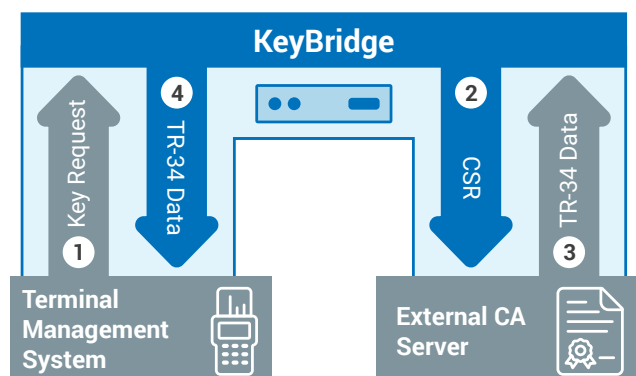 KeyBridge
1
Key Request
4
TR-34 Data
2
CSR
3
TR-34 Data
Terminal
Management
System
External CA
Server